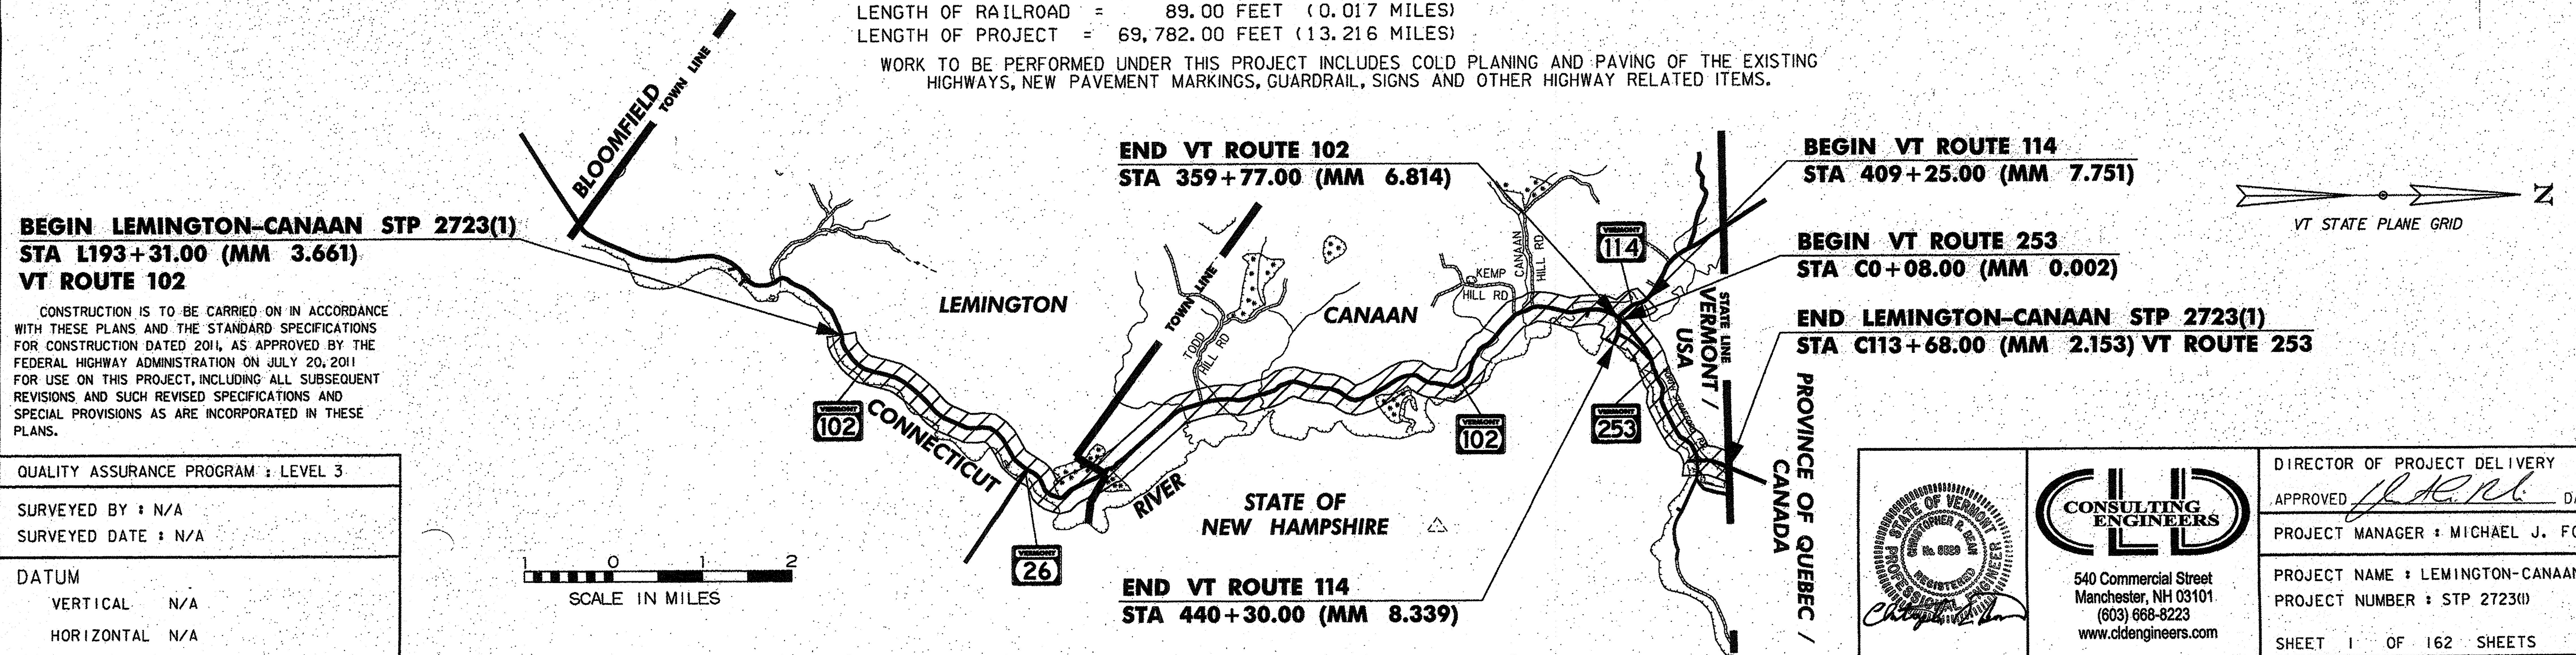 LENGTH OF RAILROAD = 89.00 FEET (0.017 MILES)
LENGTH OF PROJECT = 69,782.00 FEET (13.216 MILES)
WORK TO BE PERFORMED UNDER THIS PROJECT INCLUDES COLD PLANING AND PAVING OF THE EXISTING
HIGHWAYS, NEW PAVEMENT MARKINGS, GUARDRAIL, SIGNS AND OTHER HIGHWAY RELATED ITEMS.
BLOOMFIELD
TOWN LINE
END VT ROUTE 102
STA 359+77.00 (MM 6.814)
BEGIN VT ROUTE 114
STA 409+25.00 (MM 7.751)
N
VT STATE PLANE GRID
BEGIN LEMINGTON-CANAAN STP 2723(1)
STA L193+31.00 (MM 3.661)
VT ROUTE 102
BEGIN VT ROUTE 253
STA C0+08.00 (MM 0.002)
VERMONT
114
CANAAN
HILL RD
KEMP
HILL RD
LEMINGTON
TOWN LINE
CANAAN
TODD
HILL RD
STATE LINE
VERMONT /
USA
END LEMINGTON-CANAAN STP 2723(1)
STA C113+68.00 (MM 2.153) VT ROUTE 253
CONSTRUCTION IS TO BE CARRIED ON IN ACCORDANCE
WITH THESE PLANS AND THE STANDARD SPECIFICATIONS
FOR CONSTRUCTION DATED 2011, AS APPROVED BY THE
FEDERAL HIGHWAY ADMINISTRATION ON JULY 20, 2011
FOR USE ON THIS PROJECT, INCLUDING ALL SUBSEQUENT
REVISIONS AND SUCH REVISED SPECIFICATIONS AND
SPECIAL PROVISIONS AS ARE INCORPORATED IN THESE
PLANS.
VERMONT
102
CONNECTICUT
RIVER
VERMONT
102
VERMONT
253
PROVINCE OF QUEBEC /
CANADA
STATE OF
NEW HAMPSHIRE
VERMONT
26
END VT ROUTE 114
STA 440+30.00 (MM 8.339)
1 0 1 2
SCALE IN MILES
QUALITY ASSURANCE PROGRAM : LEVEL 3
SURVEYED BY : N/A
SURVEYED DATE : N/A
DATUM
VERTICAL N/A
HORIZONTAL N/A
STATE OF VERMONT
CHRISTOPHER R. BEAN
REGISTERED
PROFESSIONAL ENGINEER
CLD
CONSULTING
ENGINEERS
540 Commercial Street
Manchester, NH 03101
(603) 668-8223
www.cldengineers.com
DIRECTOR OF PROJECT DELIVERY
APPROVED
PROJECT MANAGER : MICHAEL J. FO
PROJECT NAME : LEMINGTON-CANAAN
PROJECT NUMBER : STP 2723(1)
SHEET 1 OF 162 SHEETS